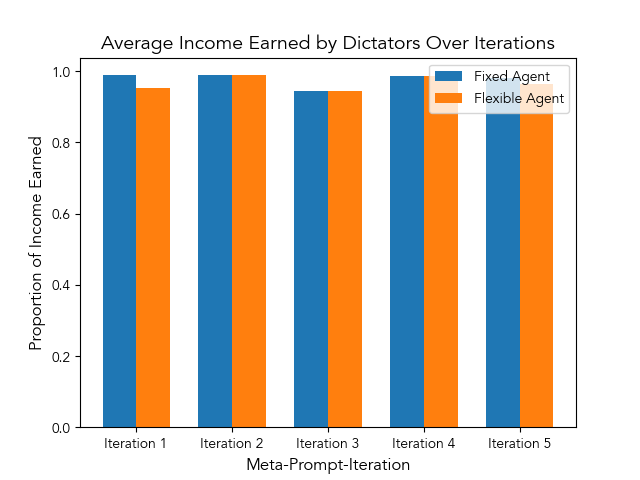 Average Income Earned by Dictators Over Iterations
Fixed Agent
Flexible Agent
1.0
0.8
0.6
0.4
0.2
0.0
Proportion of Income Earned
Iteration 1
Iteration 2
Iteration 3
Iteration 4
Iteration 5
Meta-Prompt-Iteration